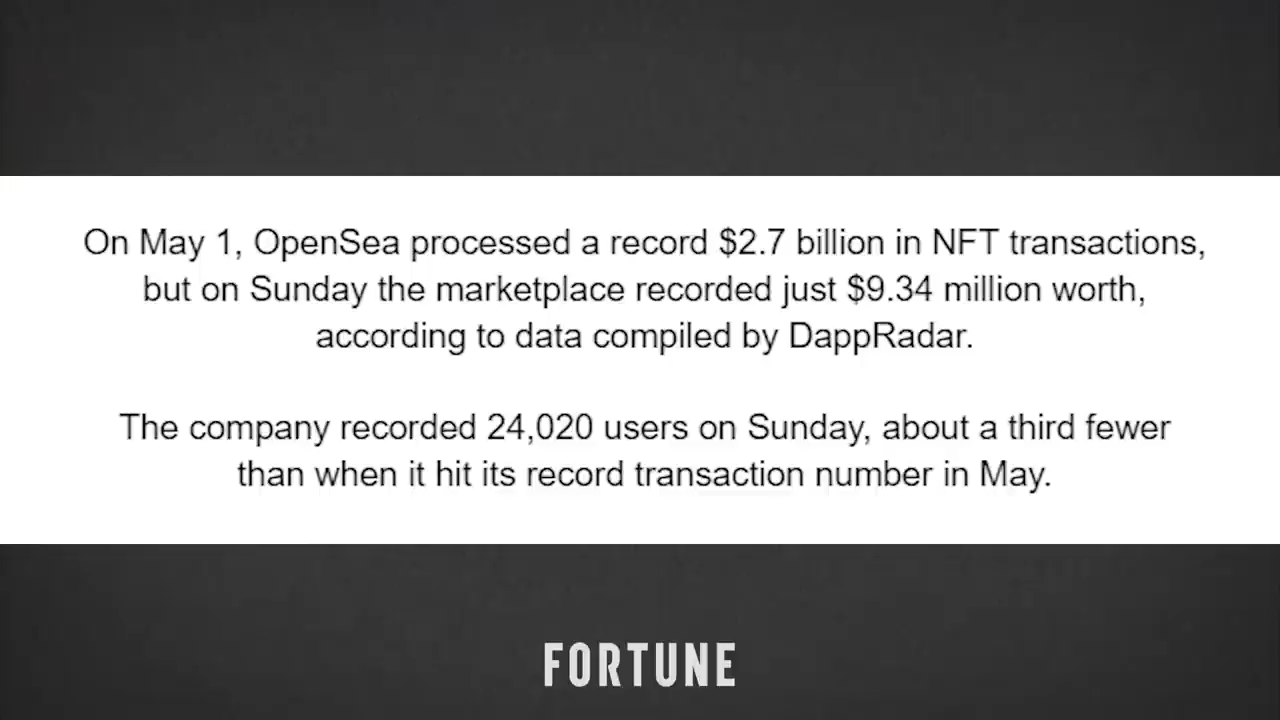 On May 1, OpenSea processed a record $2.7 billion in NFT transactions,
but on Sunday the marketplace recorded just $9.34 million worth,
according to data compiled by DappRadar.
The company recorded 24,020 users on Sunday, about a third fewer
than when it hit its record transaction number in May.
FORTUNE